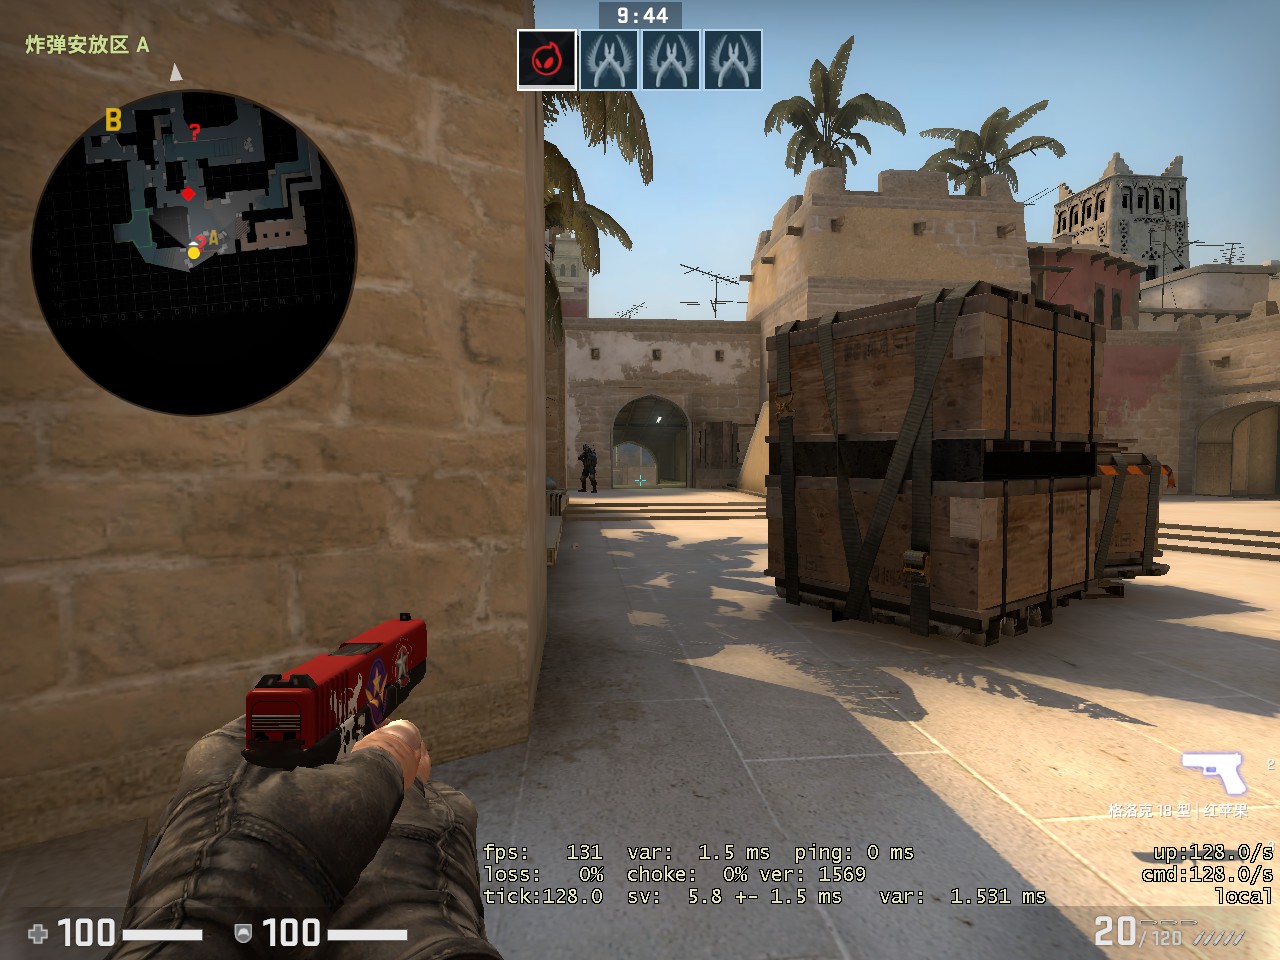 9:44
炸弹安放区 A
B
?
? A
2
格洛克 18 型 | 红苹果
fps: 131 var: 1.5 ms ping: 0 ms
loss: 0% choke: 0% ver: 1569
tick:128.0 sv: 5.8 +- 1.5 ms var: 1.531 ms
up:128.0/s
cmd:128.0/s
local
100
100
20/120